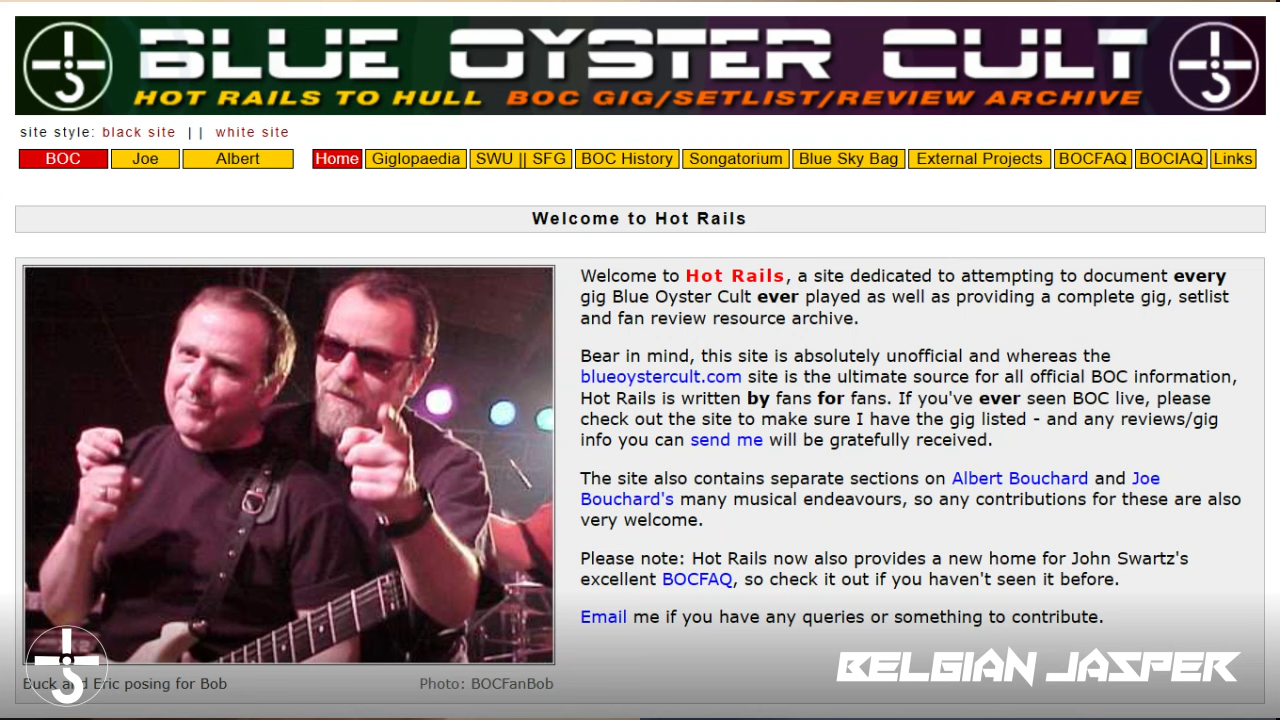 BLUE OYSTER CULT
HOT RAILS TO HULL BOC GIG/SETLIST/REVIEW ARCHIVE
site style: black site || white site
BOC Joe Albert Home Giglopaedia SWU || SFG BOC History Songatorium Blue Sky Bag External Projects BOCFAQ BOCIAQ Links
Welcome to Hot Rails
Welcome to Hot Rails, a site dedicated to attempting to document every
gig Blue Oyster Cult ever played as well as providing a complete gig, setlist
and fan review resource archive.
Bear in mind, this site is absolutely unofficial and whereas the
blueoystercult.com site is the ultimate source for all official BOC information,
Hot Rails is written by fans for fans. If you've ever seen BOC live, please
check out the site to make sure I have the gig listed - and any reviews/gig
info you can send me will be gratefully received.
The site also contains separate sections on Albert Bouchard and Joe
Bouchard's many musical endeavours, so any contributions for these are also
very welcome.
Please note: Hot Rails now also provides a new home for John Swartz's
excellent BOCFAQ, so check it out if you haven't seen it before.
Email me if you have any queries or something to contribute.
BELGIAN JASPER
Buck and Eric posing for Bob Photo: BOCFanBob